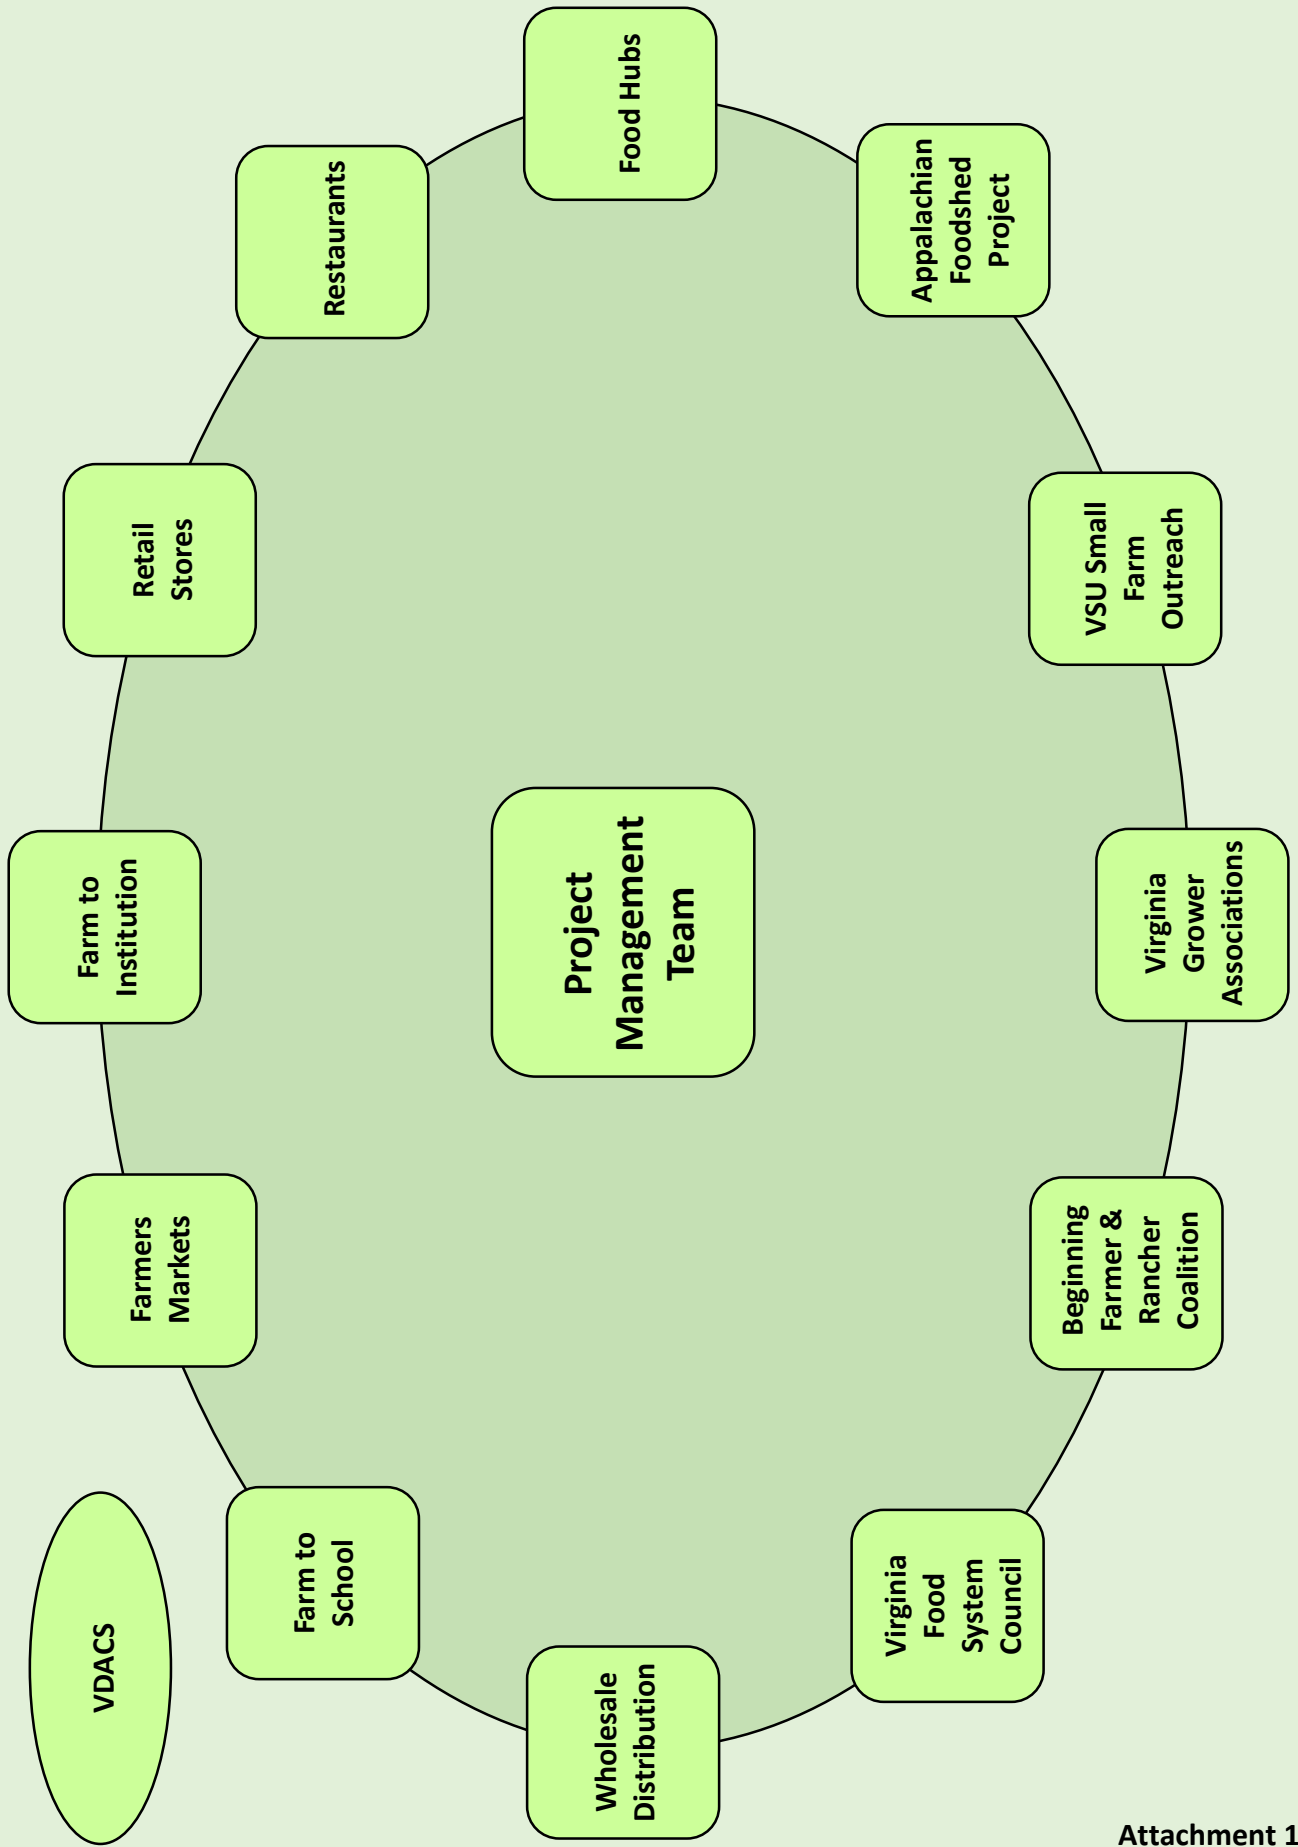 VDACS
Farm to
School
Farmers
Markets
Farm to
Institution
Retail
Stores
Restaurants
Wholesale
Distribution
Project
Management
Team
Food Hubs
Virginia
Food
System
Council
Beginning
Farmer &
Rancher
Coalition
Virginia
Grower
Associations
VSU Small
Farm
Outreach
Appalachian
Foodshed
Project
Attachment 1